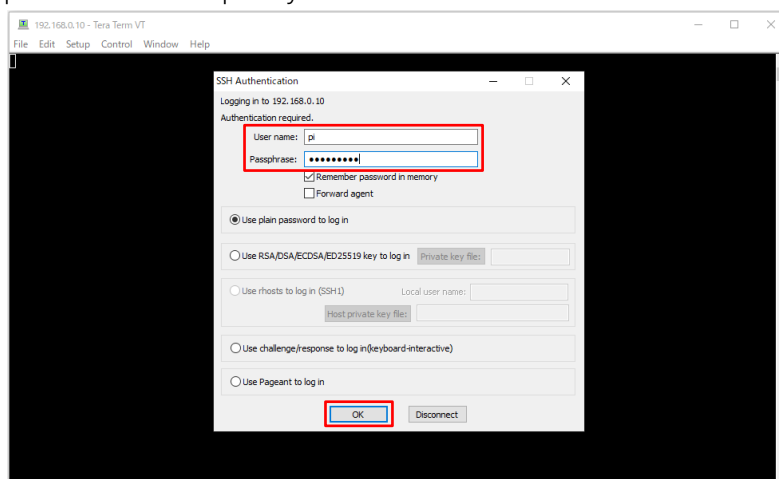 192.168.0.10 - Tera Term VT
File Edit Setup Control Window Help
SSH Authentication
Logging in to 192.168.0.10
Authentication required.
User name: pi
Passphrase: •••••••••
Remember password in memory
Forward agent
Use plain password to log in
Use RSA/DSA/ECDSA/ED25519 key to log in Private key file:
Use rhosts to log in (SSH1) Local user name:
Host private key file:
Use challenge/response to log in(keyboard-interactive)
Use Pageant to log in
OK Disconnect